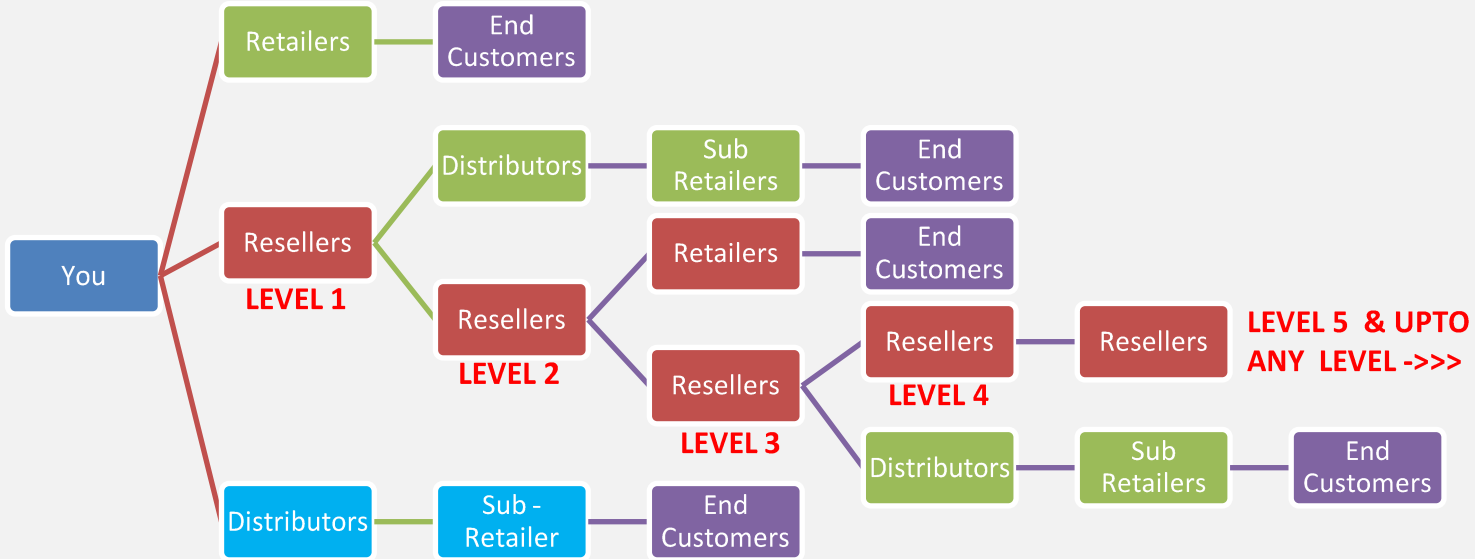 Retailers
End
Customers
Distributors
Sub
Retailers
End
Customers
You
Resellers
LEVEL 1
Resellers
LEVEL 2
Retailers
End
Customers
Resellers
LEVEL 3
Resellers
LEVEL 4
Resellers
LEVEL 5  & UPTO
ANY  LEVEL ->>>
Distributors
Sub
Retailers
End
Customers
Distributors
Sub -
Retailer
End
Customers